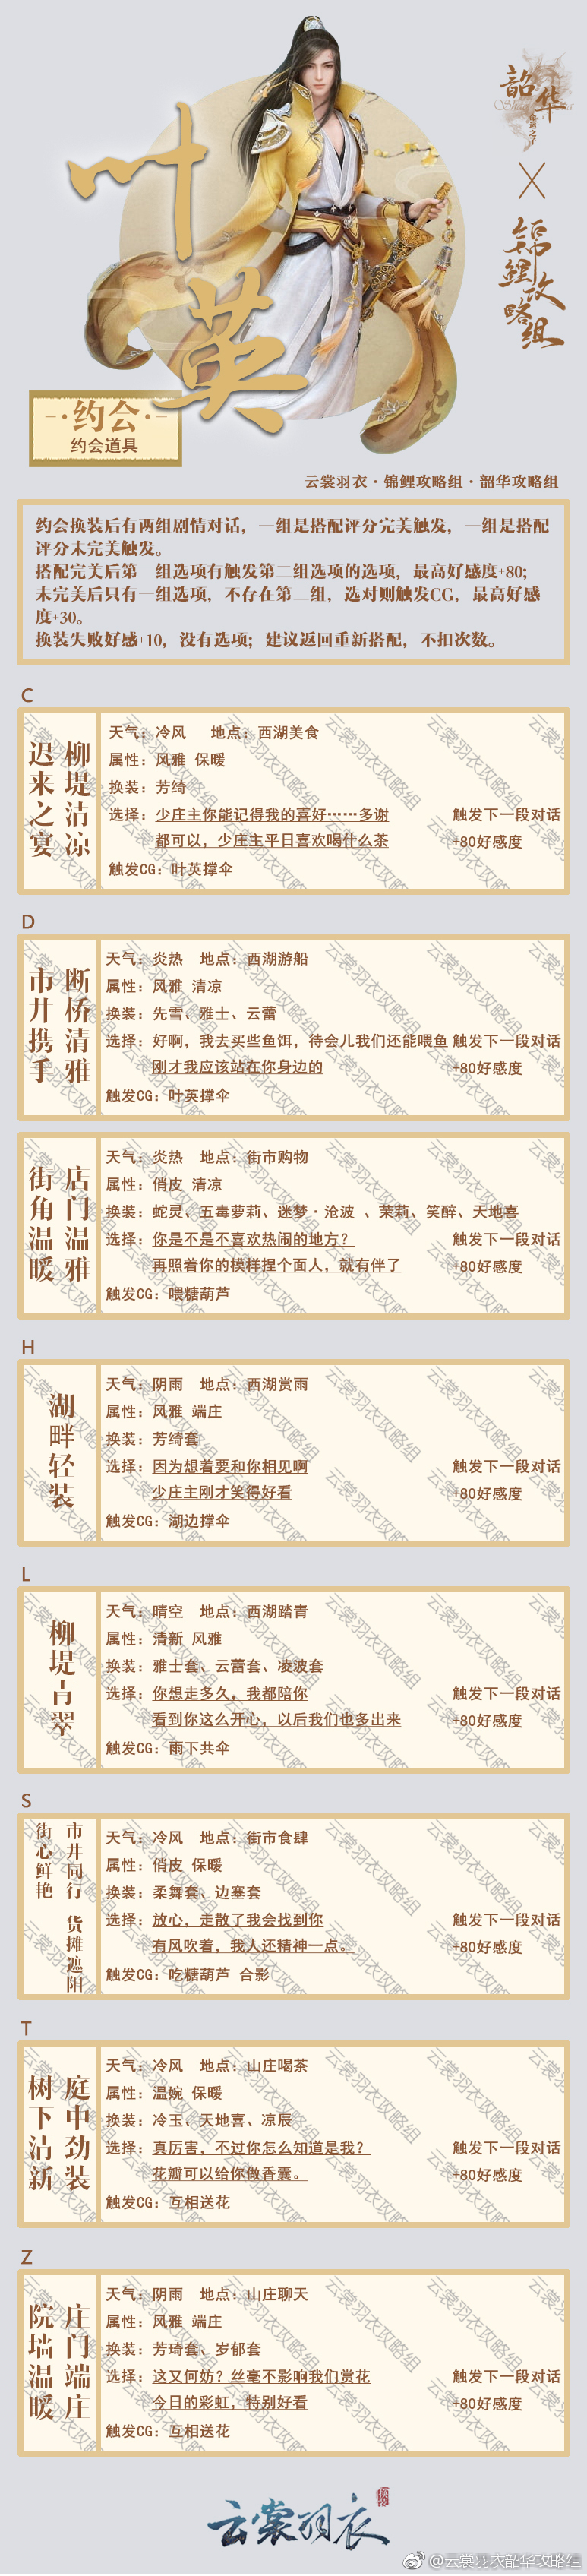 韶华
命运之子
X
锦鲤攻略组
叶英
·约会·
约会道具
云裳羽衣·锦鲤攻略组·韶华攻略组
约会换装后有两组剧情对话，一组是搭配评分完美触发，一组是搭配
评分未完美触发。
搭配完美后第一组选项有触发第二组选项的选项，最高好感度+80；
未完美后只有一组选项，不存在第二组，选对则触发CG，最高好感
度+30。
换装失败好感+10，没有选项；建议返回重新搭配，不扣次数。
C
柳堤清凉
迟来之宴
天气：冷风 地点：西湖美食
属性：风雅 保暖
换装：芳绮
选择：少庄主你能记得我的喜好……多谢 触发下一段对话
都可以，少庄主平日喜欢喝什么茶 +80好感度
触发CG：叶英撑伞
D
断桥清雅
市井携手
天气：炎热 地点：西湖游船
属性：风雅 清凉
换装：先雪、雅士、云蕾
选择：好啊，我去买些鱼饵，待会儿我们还能喂鱼 触发下一段对话
刚才我应该站在你身边的 +80好感度
触发CG：叶英撑伞
店门温雅
街角温暖
天气：炎热 地点：街市购物
属性：俏皮 清凉
换装：蛇灵、五毒萝莉、迷梦·沧波 、茉莉、笑醉、天地喜
选择：你是不是不喜欢热闹的地方？ 触发下一段对话
再照着你的模样捏个面人，就有伴了 +80好感度
触发CG：喂糖葫芦
H
湖畔轻装
天气：阴雨 地点：西湖赏雨
属性：风雅 端庄
换装：芳绮套
选择：因为想着要和你相见啊 触发下一段对话
少庄主刚才笑得好看 +80好感度
触发CG：湖边撑伞
L
柳堤青翠
天气：晴空 地点：西湖踏青
属性：清新 风雅
换装：雅士套、云蕾套、凌波套
选择：你想走多久，我都陪你 触发下一段对话
看到你这么开心，以后我们也多出来 +80好感度
触发CG：雨下共伞
S
市井同行 货摊遮阳
街心鲜艳
天气：冷风 地点：街市食肆
属性：俏皮 保暖
换装：柔舞套、边塞套
选择：放心，走散了我会找到你 触发下一段对话
有风吹着，我人还精神一点。 +80好感度
触发CG：吃糖葫芦 合影
T
庭中劲装
树下清新
天气：冷风 地点：山庄喝茶
属性：温婉 保暖
换装：冷玉、天地喜、凉辰
选择：真厉害，不过你怎么知道是我？ 触发下一段对话
花瓣可以给你做香囊。 +80好感度
触发CG：互相送花
Z
庄门端庄
院墙温暖
天气：阴雨 地点：山庄聊天
属性：风雅 端庄
换装：芳琦套、岁郁套
选择：这又何妨？丝毫不影响我们赏花 触发下一段对话
今日的彩虹，特别好看 +80好感度
触发CG：互相送花
云裳羽衣
@云裳羽衣韶华攻略组